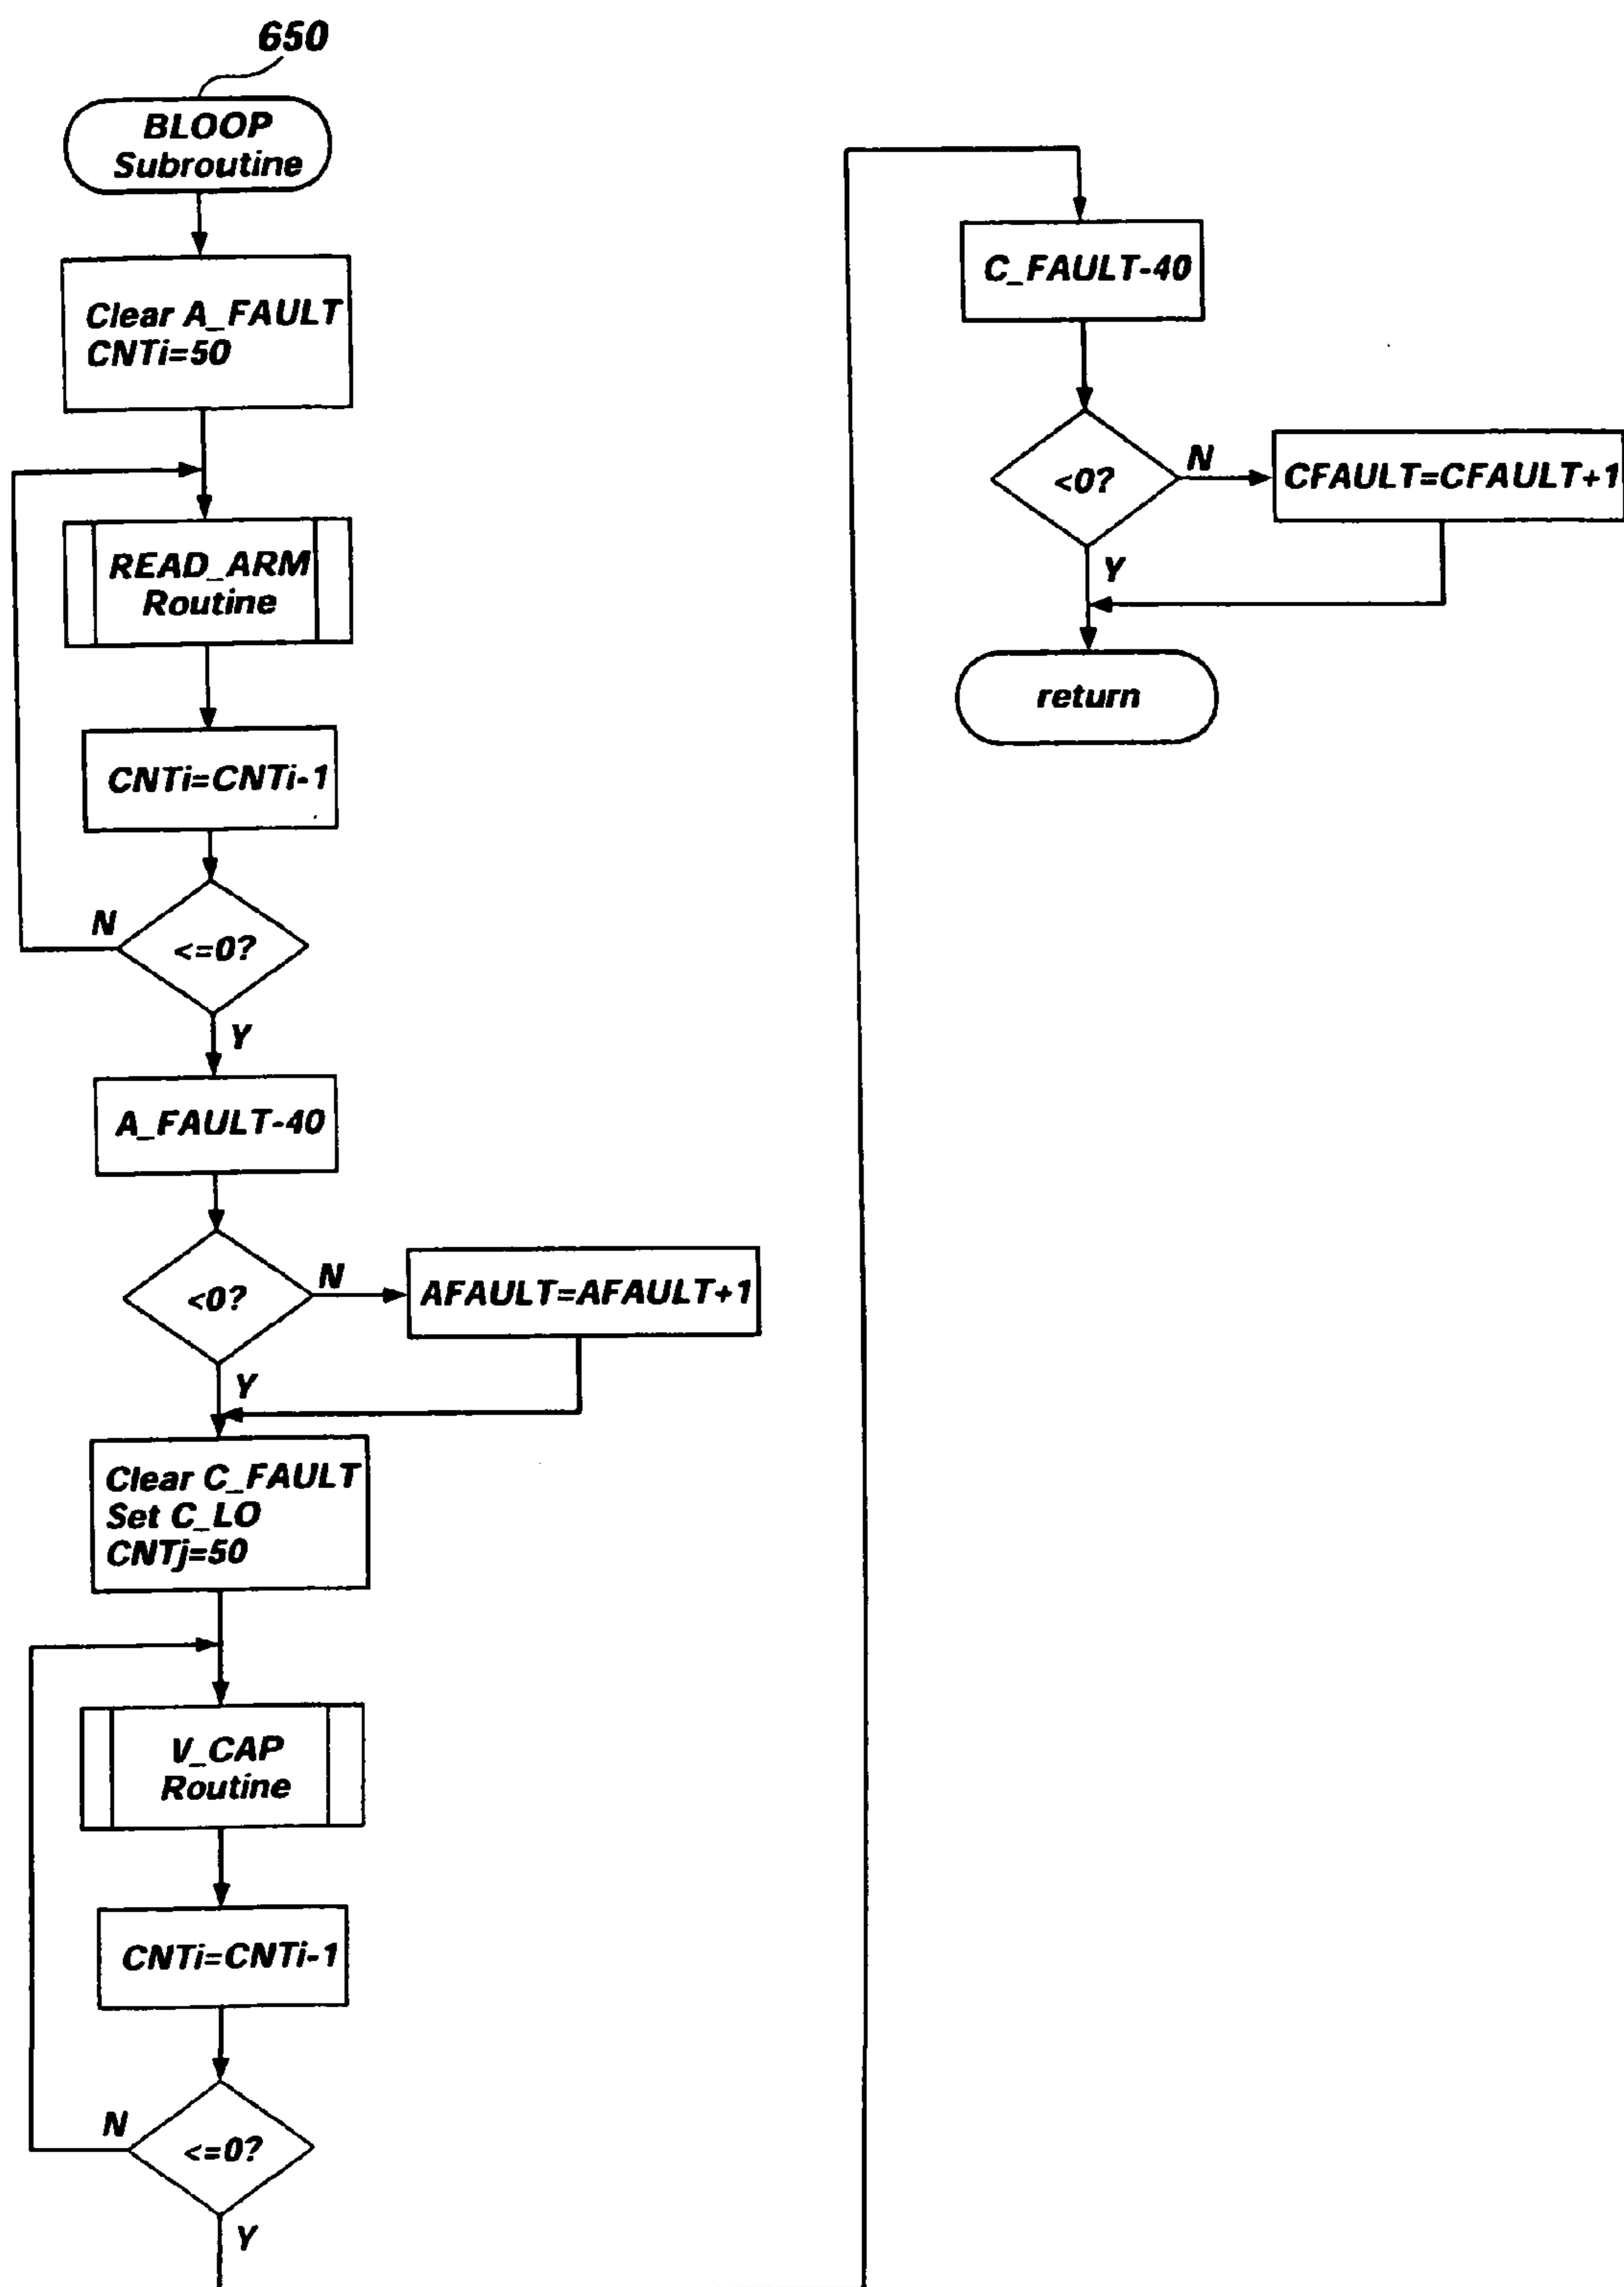 650
BLOOP
Subroutine
Clear A_FAULT
CNTi=50
READ_ARM
Routine
CNTi=CNTi-1
N
<=0?
Y
A_FAULT-40
<0?
N
AFAULT=AFAULT+1
Y
Clear C_FAULT
Set C_LO
CNTj=50
V_CAP
Routine
CNTi=CNTi-1
N
<=0?
Y
C_FAULT-40
<0?
N
CFAULT=CFAULT+1
Y
return